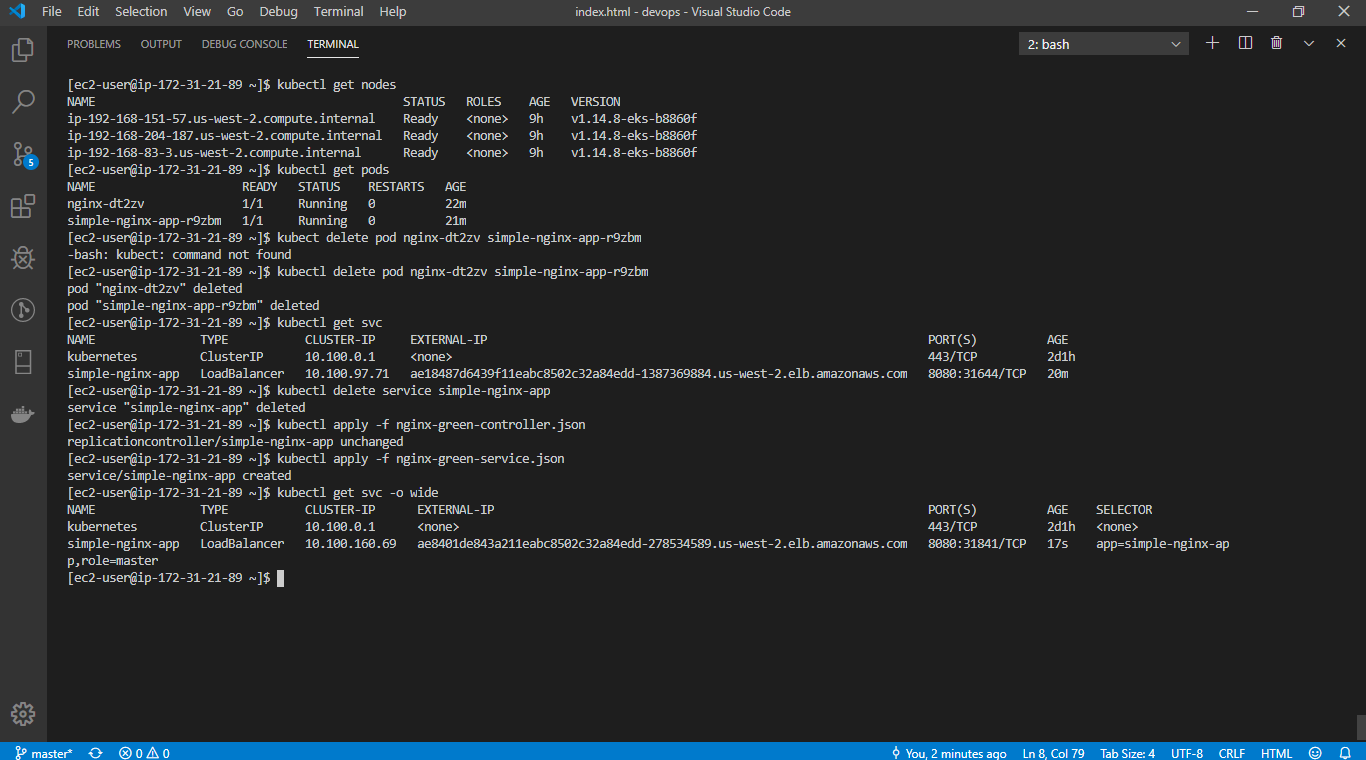 File Edit Selection View Go Debug Terminal Help index.html - devops - Visual Studio Code
PROBLEMS OUTPUT DEBUG CONSOLE TERMINAL 2: bash
[ec2-user@ip-172-31-21-89 ~]$ kubectl get nodes
NAME STATUS ROLES AGE VERSION
ip-192-168-151-57.us-west-2.compute.internal Ready <none> 9h v1.14.8-eks-b8860f
ip-192-168-204-187.us-west-2.compute.internal Ready <none> 9h v1.14.8-eks-b8860f
ip-192-168-83-3.us-west-2.compute.internal Ready <none> 9h v1.14.8-eks-b8860f
[ec2-user@ip-172-31-21-89 ~]$ kubectl get pods
NAME READY STATUS RESTARTS AGE
nginx-dt2zv 1/1 Running 0 22m
simple-nginx-app-r9zbm 1/1 Running 0 21m
[ec2-user@ip-172-31-21-89 ~]$ kubect delete pod nginx-dt2zv simple-nginx-app-r9zbm
-bash: kubect: command not found
[ec2-user@ip-172-31-21-89 ~]$ kubectl delete pod nginx-dt2zv simple-nginx-app-r9zbm
pod "nginx-dt2zv" deleted
pod "simple-nginx-app-r9zbm" deleted
[ec2-user@ip-172-31-21-89 ~]$ kubectl get svc
NAME TYPE CLUSTER-IP EXTERNAL-IP PORT(S) AGE
kubernetes ClusterIP 10.100.0.1 <none> 443/TCP 2d1h
simple-nginx-app LoadBalancer 10.100.97.71 ae18487d6439f11eabc8502c32a84edd-1387369884.us-west-2.elb.amazonaws.com 8080:31644/TCP 20m
[ec2-user@ip-172-31-21-89 ~]$ kubectl delete service simple-nginx-app
service "simple-nginx-app" deleted
[ec2-user@ip-172-31-21-89 ~]$ kubectl apply -f nginx-green-controller.json
replicationcontroller/simple-nginx-app unchanged
[ec2-user@ip-172-31-21-89 ~]$ kubectl apply -f nginx-green-service.json
service/simple-nginx-app created
[ec2-user@ip-172-31-21-89 ~]$ kubectl get svc -o wide
NAME TYPE CLUSTER-IP EXTERNAL-IP PORT(S) AGE SELECTOR
kubernetes ClusterIP 10.100.0.1 <none> 443/TCP 2d1h <none>
simple-nginx-app LoadBalancer 10.100.160.69 ae8401de843a211eabc8502c32a84edd-278534589.us-west-2.elb.amazonaws.com 8080:31841/TCP 17s app=simple-nginx-ap
p,role=master
[ec2-user@ip-172-31-21-89 ~]$
5
master* 0 0 You, 2 minutes ago Ln 8, Col 79 Tab Size: 4 UTF-8 CRLF HTML